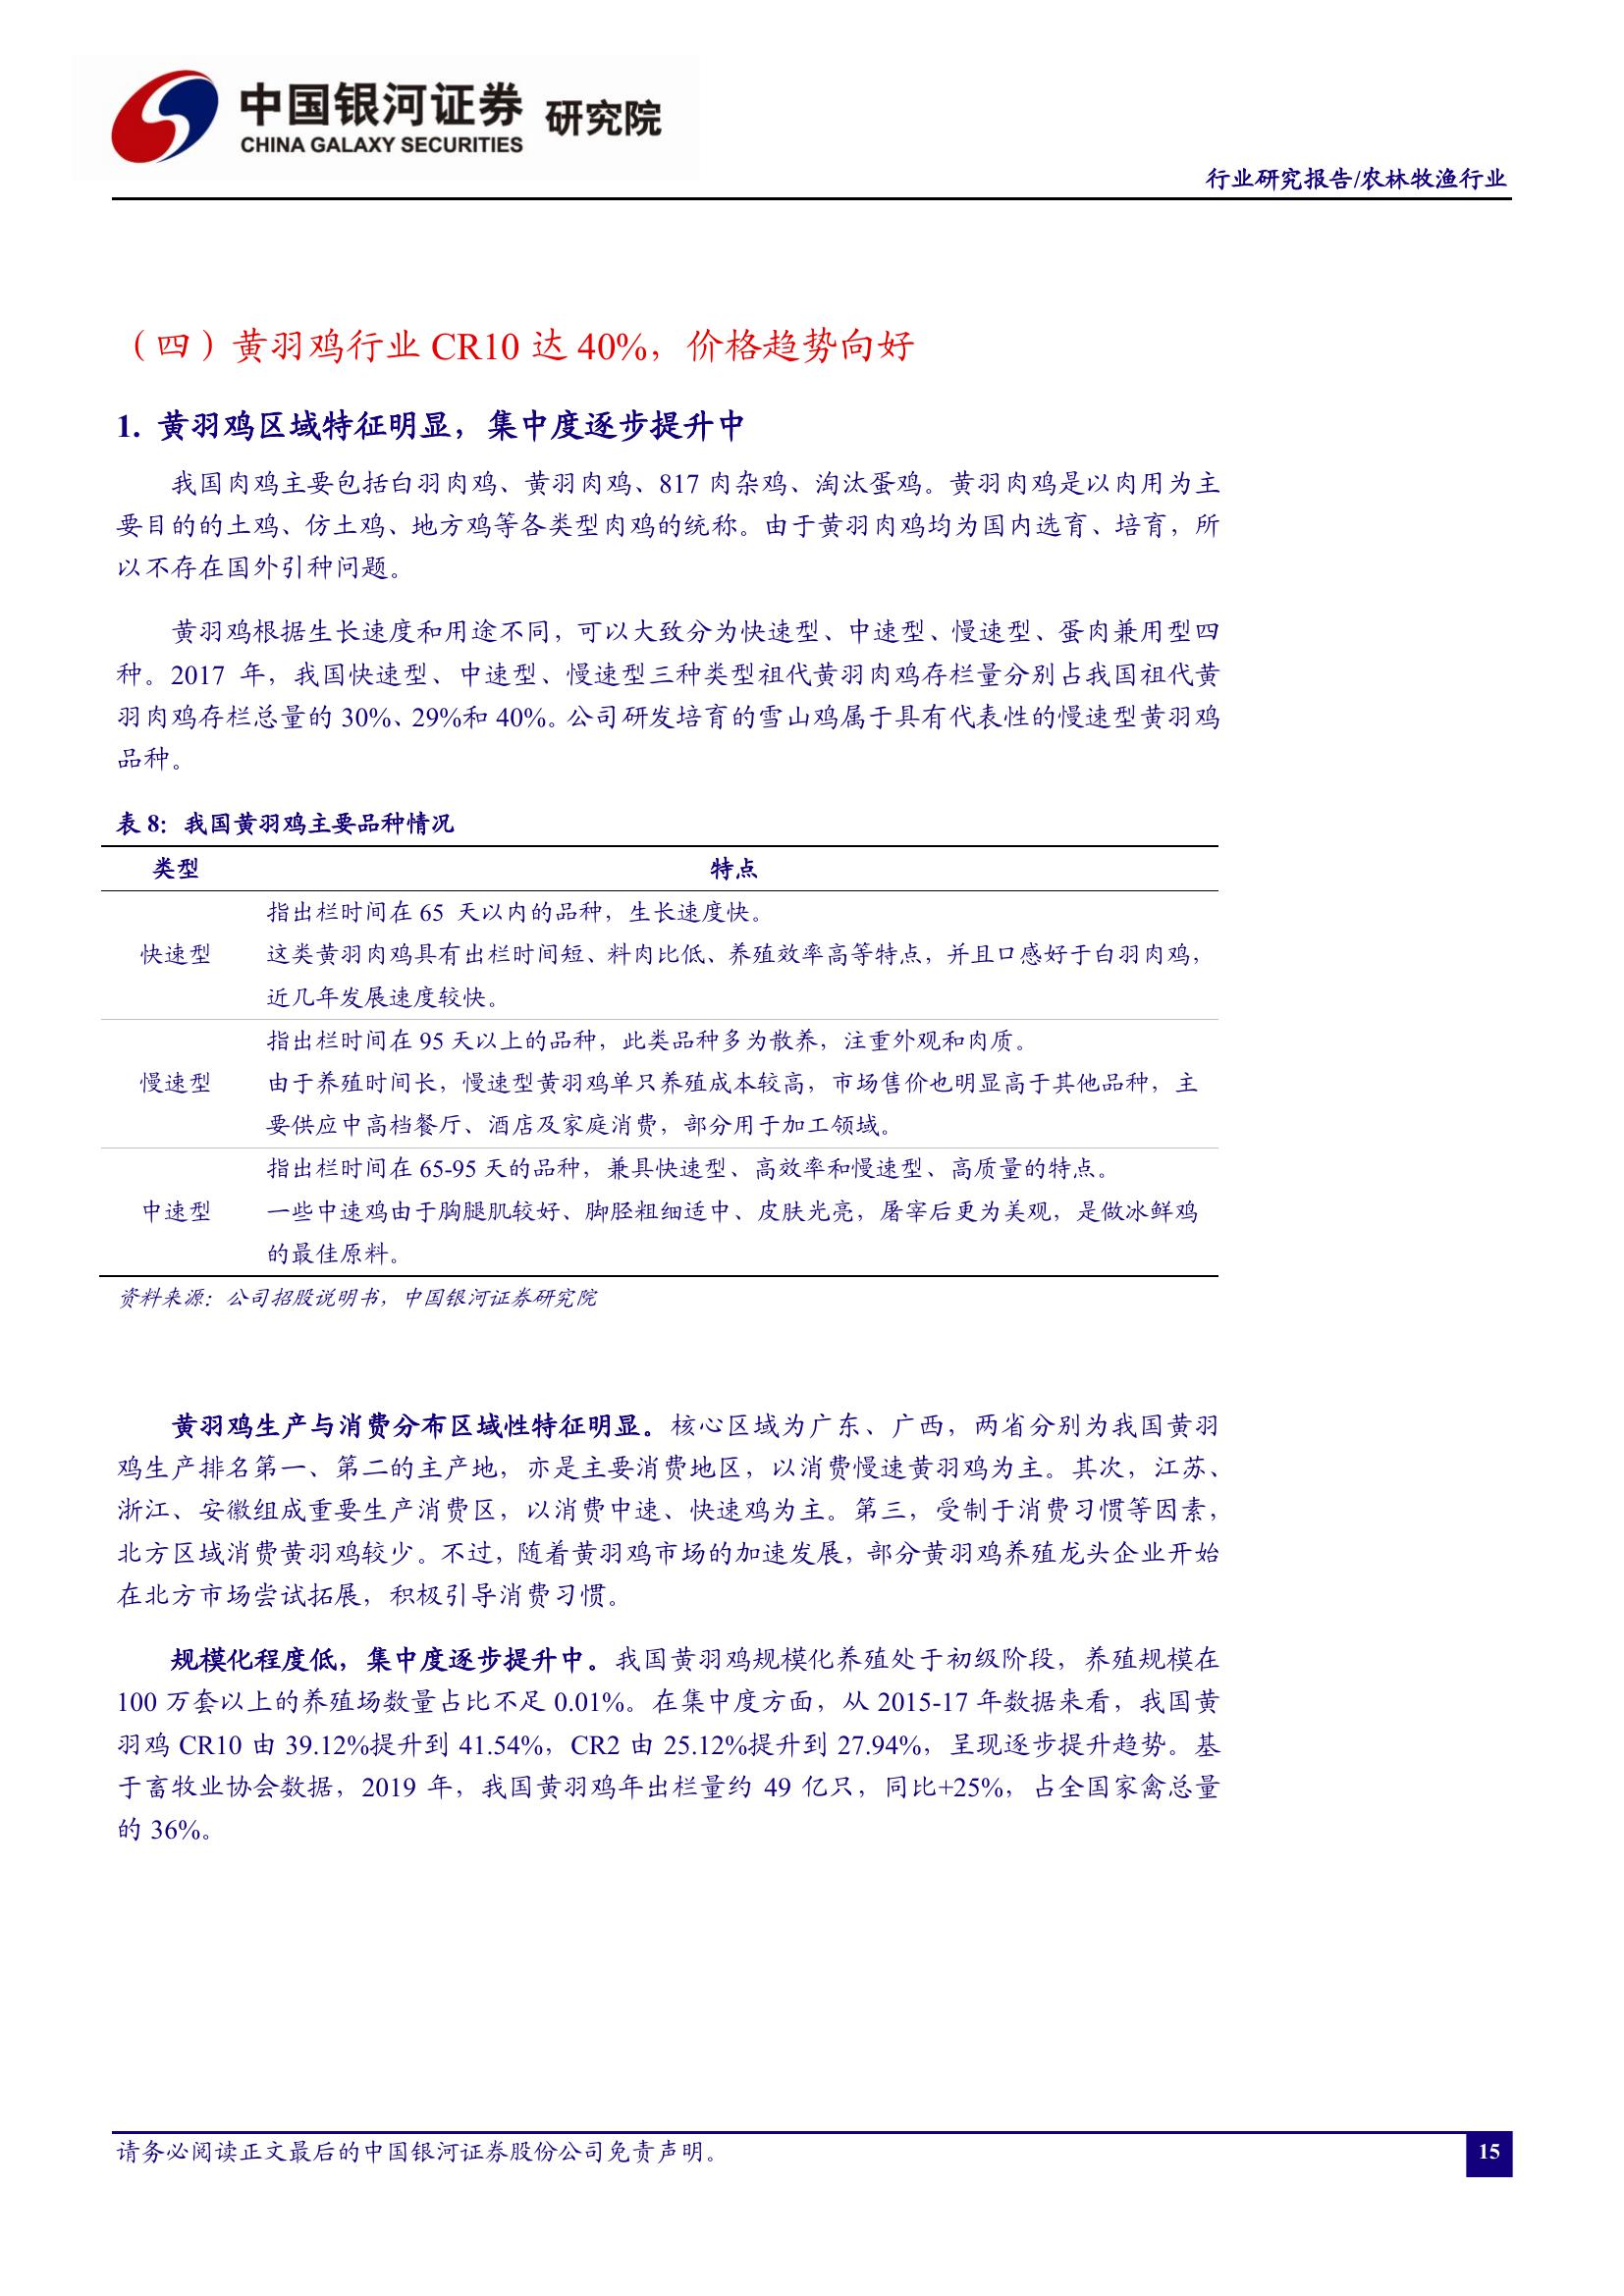 中国银河证券 研究院
CHINA GALAXY SECURITIES
行业研究报告/农林牧渔行业
（四）黄羽鸡行业 CR10 达 40%，价格趋势向好
1. 黄羽鸡区域特征明显，集中度逐步提升中
我国肉鸡主要包括白羽肉鸡、黄羽肉鸡、817 肉杂鸡、淘汰蛋鸡。黄羽肉鸡是以肉用为主
要目的的土鸡、仿土鸡、地方鸡等各类型肉鸡的统称。由于黄羽肉鸡均为国内选育、培育，所
以不存在国外引种问题。
黄羽鸡根据生长速度和用途不同，可以大致分为快速型、中速型、慢速型、蛋肉兼用型四
种。2017 年，我国快速型、中速型、慢速型三种类型祖代黄羽肉鸡存栏量分别占我国祖代黄
羽肉鸡存栏总量的 30%、29%和 40%。公司研发培育的雪山鸡属于具有代表性的慢速型黄羽鸡
品种。
表 8：我国黄羽鸡主要品种情况
类型 特点
指出栏时间在 65 天以内的品种，生长速度快。
快速型 这类黄羽肉鸡具有出栏时间短、料肉比低、养殖效率高等特点，并且口感好于白羽肉鸡，
近几年发展速度较快。
指出栏时间在 95 天以上的品种，此类品种多为散养，注重外观和肉质。
慢速型 由于养殖时间长，慢速型黄羽鸡单只养殖成本较高，市场售价也明显高于其他品种，主
要供应中高档餐厅、酒店及家庭消费，部分用于加工领域。
指出栏时间在 65-95 天的品种，兼具快速型、高效率和慢速型、高质量的特点。
中速型 一些中速鸡由于胸腿肌较好、脚胫粗细适中、皮肤光亮，屠宰后更为美观，是做冰鲜鸡
的最佳原料。
资料来源：公司招股说明书，中国银河证券研究院
黄羽鸡生产与消费分布区域性特征明显。核心区域为广东、广西，两省分别为我国黄羽
鸡生产排名第一、第二的主产地，亦是主要消费地区，以消费慢速黄羽鸡为主。其次，江苏、
浙江、安徽组成重要生产消费区，以消费中速、快速鸡为主。第三，受制于消费习惯等因素，
北方区域消费黄羽鸡较少。不过，随着黄羽鸡市场的加速发展，部分黄羽鸡养殖龙头企业开始
在北方市场尝试拓展，积极引导消费习惯。
规模化程度低，集中度逐步提升中。我国黄羽鸡规模化养殖处于初级阶段，养殖规模在
100 万套以上的养殖场数量占比不足 0.01%。在集中度方面，从 2015-17 年数据来看，我国黄
羽鸡 CR10 由 39.12%提升到 41.54%，CR2 由 25.12%提升到 27.94%，呈现逐步提升趋势。基
于畜牧业协会数据，2019 年，我国黄羽鸡年出栏量约 49 亿只，同比+25%，占全国家禽总量
的 36%。
请务必阅读正文最后的中国银河证券股份公司免责声明。
15